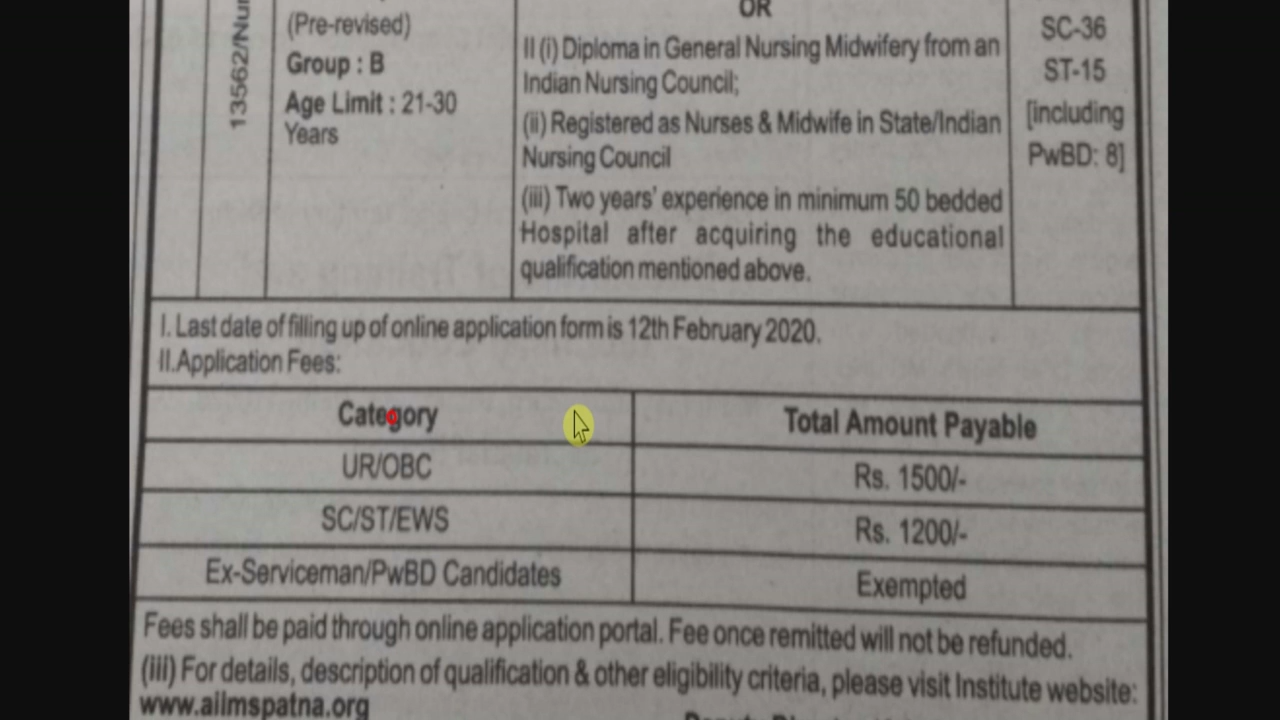 13562/Nur
(Pre-revised)
Group : B
Age Limit : 21-30
Years
OR
II (i) Diploma in General Nursing Midwifery from an
Indian Nursing Council;
(ii) Registered as Nurses & Midwife in State/Indian
Nursing Council
(iii) Two years' experience in minimum 50 bedded
Hospital after acquiring the educational
qualification mentioned above.
SC-36
ST-15
[including
PwBD: 8]
I. Last date of filling up of online application form is 12th February 2020.
II.Application Fees:
Category Total Amount Payable
UR/OBC Rs. 1500/-
SC/ST/EWS Rs. 1200/-
Ex-Serviceman/PwBD Candidates Exempted
Fees shall be paid through online application portal. Fee once remitted will not be refunded.
(iii) For details, description of qualification & other eligibility criteria, please visit Institute website:
www.aiimspatna.org